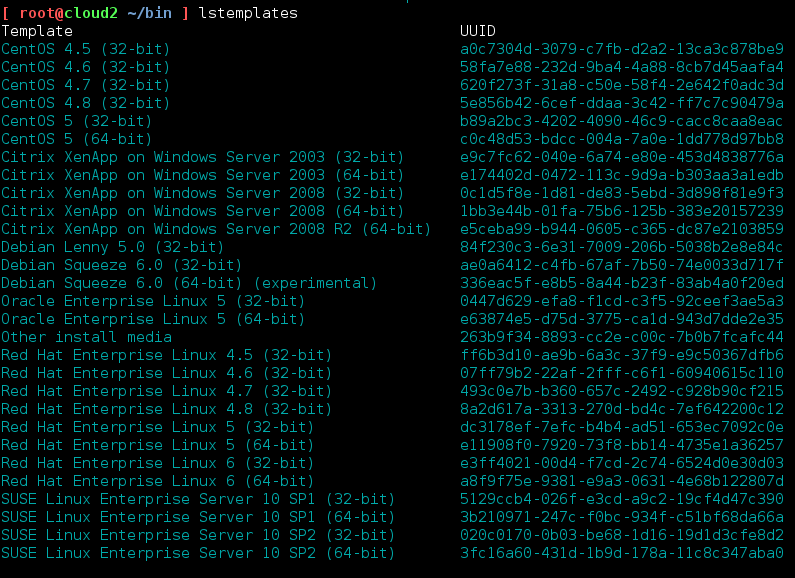 [ root@cloud2 ~/bin ] lstemplates
Template UUID
CentOS 4.5 (32-bit) a0c7304d-3079-c7fb-d2a2-13ca3c878be9
CentOS 4.6 (32-bit) 58fa7e88-232d-9ba4-4a88-8cb7d45aafa4
CentOS 4.7 (32-bit) 620f273f-31a8-c50e-58f4-2e642f0adc3d
CentOS 4.8 (32-bit) 5e856b42-6cef-ddaa-3c42-ff7c7c90479a
CentOS 5 (32-bit) b89a2bc3-4202-4090-46c9-cacc8caa8eac
CentOS 5 (64-bit) c0c48d53-bdcc-004a-7a0e-1dd778d97bb8
Citrix XenApp on Windows Server 2003 (32-bit) e9c7fc62-040e-6a74-e80e-453d4838776a
Citrix XenApp on Windows Server 2003 (64-bit) e174402d-0472-113c-9d9a-b303aa3a1edb
Citrix XenApp on Windows Server 2008 (32-bit) 0c1d5f8e-1d81-de83-5ebd-3d898f81e9f3
Citrix XenApp on Windows Server 2008 (64-bit) 1bb3e44b-01fa-75b6-125b-383e20157239
Citrix XenApp on Windows Server 2008 R2 (64-bit) e5ceba99-b944-0605-c365-dc87e2103859
Debian Lenny 5.0 (32-bit) 84f230c3-6e31-7009-206b-5038b2e8e84c
Debian Squeeze 6.0 (32-bit) ae0a6412-c4fb-67af-7b50-74e0033d717f
Debian Squeeze 6.0 (64-bit) (experimental) 336eac5f-e8b5-8a44-b23f-83ab4a0f20ed
Oracle Enterprise Linux 5 (32-bit) 0447d629-efa8-f1cd-c3f5-92ceef3ae5a3
Oracle Enterprise Linux 5 (64-bit) e63874e5-d75d-3775-ca1d-943d7dde2e35
Other install media 263b9f34-8893-cc2e-c00c-7b0b7fcafc44
Red Hat Enterprise Linux 4.5 (32-bit) ff6b3d10-ae9b-6a3c-37f9-e9c50367dfb6
Red Hat Enterprise Linux 4.6 (32-bit) 07ff79b2-22af-2fff-c6f1-60940615c110
Red Hat Enterprise Linux 4.7 (32-bit) 493c0e7b-b360-657c-2492-c928b90cf215
Red Hat Enterprise Linux 4.8 (32-bit) 8a2d617a-3313-270d-bd4c-7ef642200c12
Red Hat Enterprise Linux 5 (32-bit) dc3178ef-7efc-b4b4-ad51-653ec7092c0e
Red Hat Enterprise Linux 5 (64-bit) e11908f0-7920-73f8-bb14-4735e1a36257
Red Hat Enterprise Linux 6 (32-bit) e3ff4021-00d4-f7cd-2c74-6524d0e30d03
Red Hat Enterprise Linux 6 (64-bit) a8f9f75e-9381-e9a3-0631-4e68b122807d
SUSE Linux Enterprise Server 10 SP1 (32-bit) 5129ccb4-026f-e3cd-a9c2-19cf4d47c390
SUSE Linux Enterprise Server 10 SP1 (64-bit) 3b210971-247c-f0bc-934f-c51bf68da66a
SUSE Linux Enterprise Server 10 SP2 (32-bit) 020c0170-0b03-be68-1d16-19d1d3cfe8d2
SUSE Linux Enterprise Server 10 SP2 (64-bit) 3fc16a60-431d-1b9d-178a-11c8c347aba0